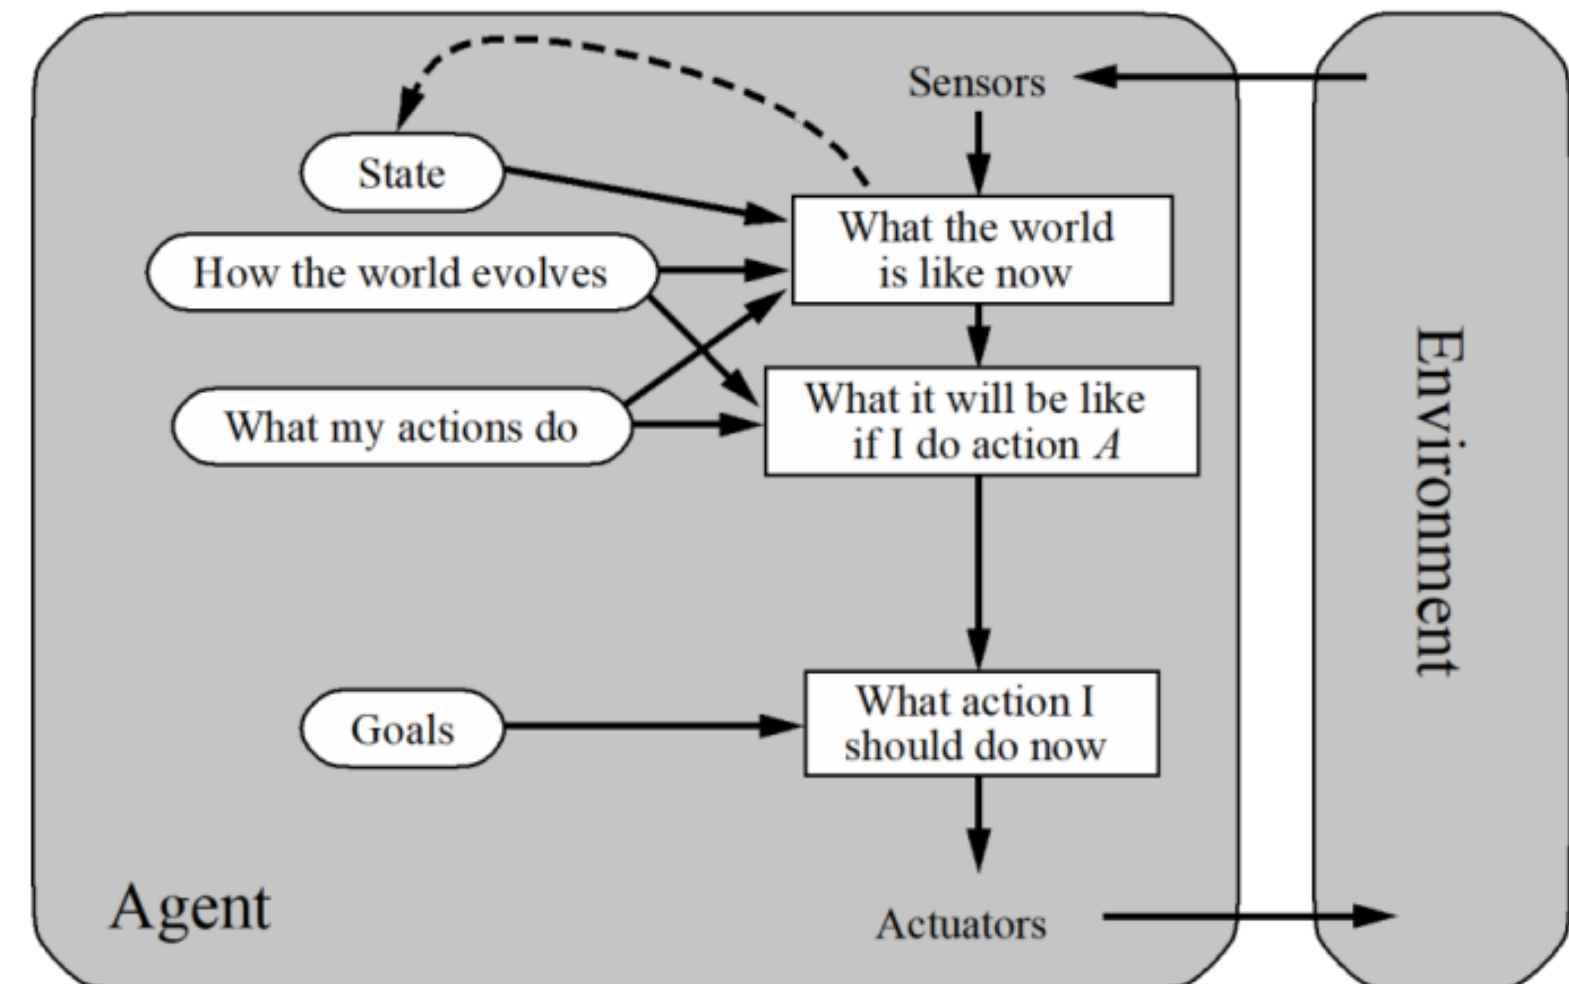 Sensors
State
What the world
is like now
How the world evolves
What it will be like
if I do action A
What my actions do
Environment
Goals
What action I
should do now
Agent
Actuators